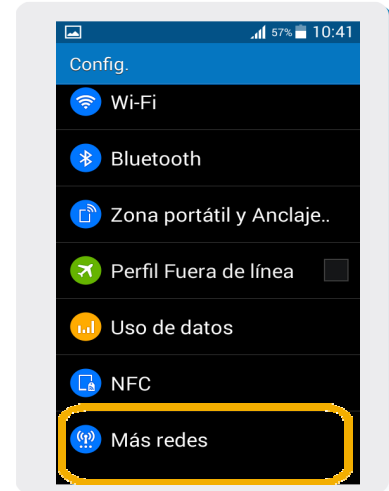 57% 10:41
Config.
Wi-Fi
Bluetooth
Zona portátil y Anclaje..
Perfil Fuera de línea
Uso de datos
NFC
Más redes